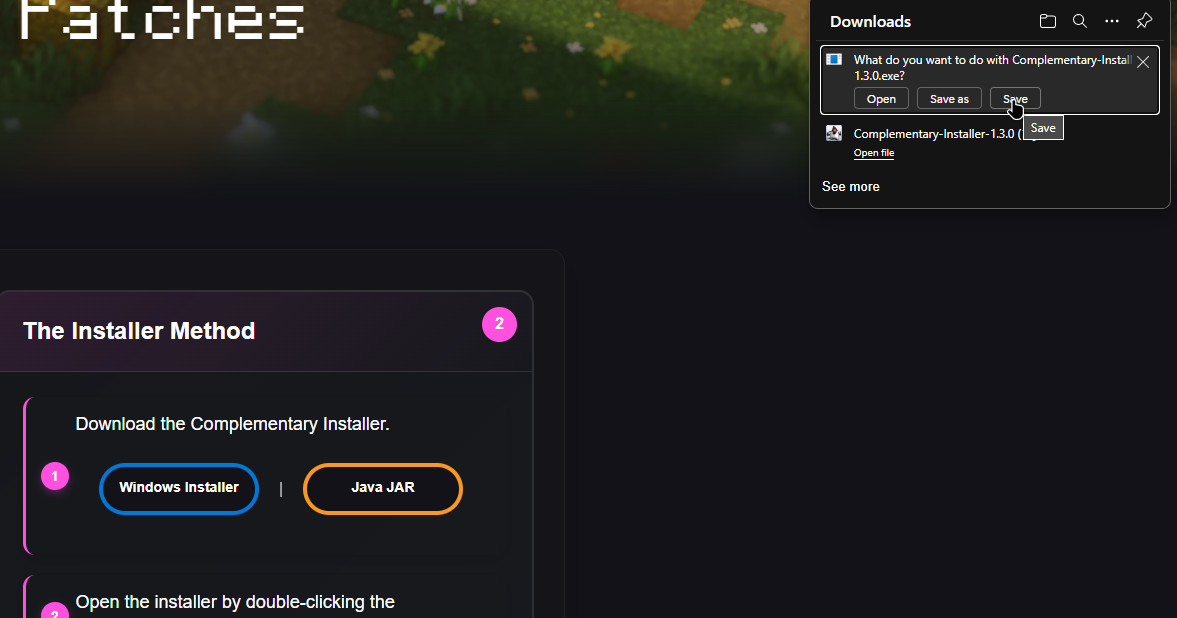 Patches
Downloads
What do you want to do with Complementary-Install
1.3.0.exe?
Open
Save as
Save
Save
Complementary-Installer-1.3.0 (
Open file
See more
The Installer Method
2
Download the Complementary Installer.
1
Windows Installer
|
Java JAR
2
Open the installer by double-clicking the